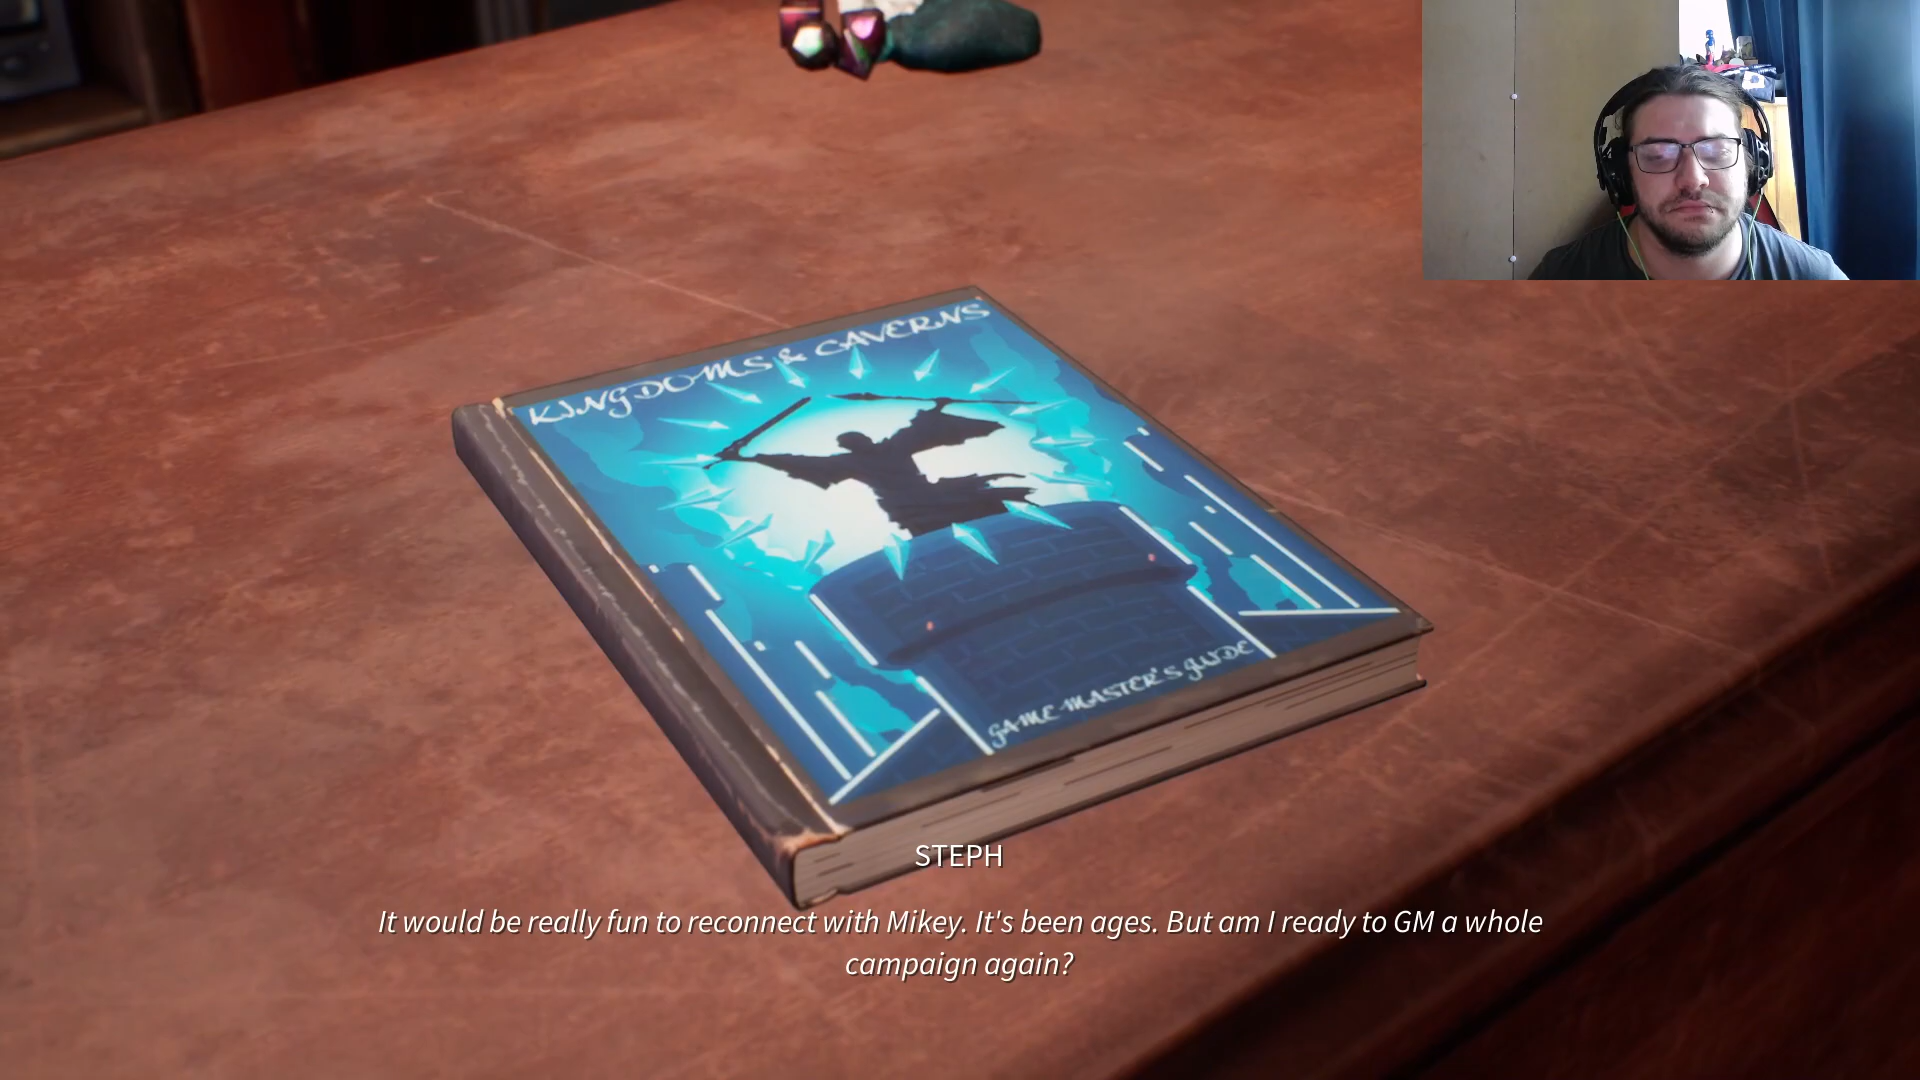 KINGDOMS & CAVERNS
GAME MASTER'S GUIDE
STEPH
It would be really fun to reconnect with Mikey. It's been ages. But am I ready to GM a whole
campaign again?